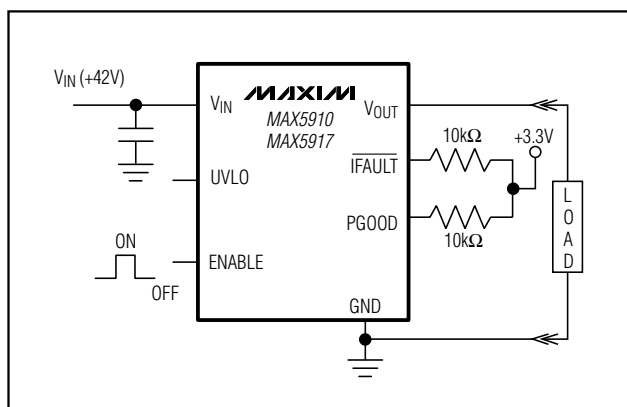 VIN (+42V)
VIN
MAXIM
MAX5910
MAX5917
VOUT
10kΩ
+3.3V
IFAULT
UVLO
PGOOD
10kΩ
LOAD
ON
OFF
ENABLE
GND